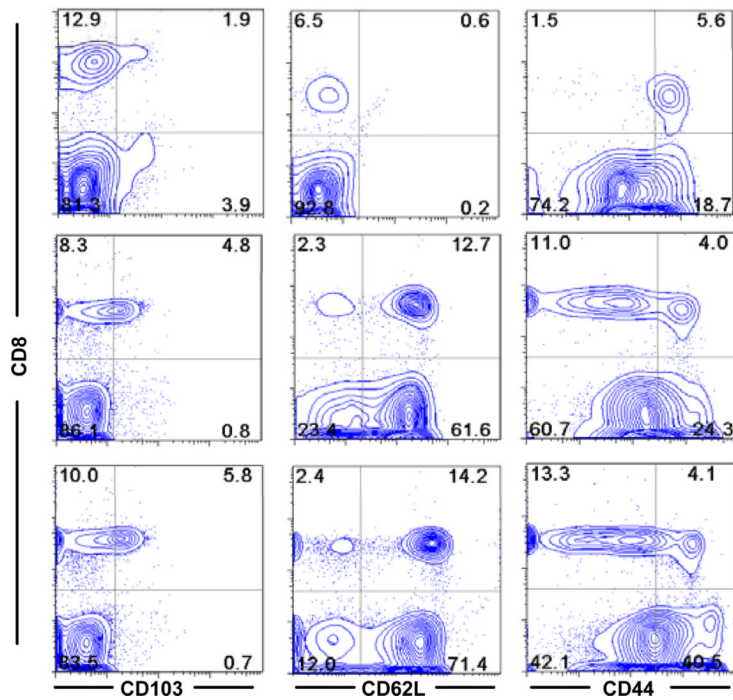 12.9 1.9 6.5 0.6 1.5 5.6
81.3 3.9 92.8 0.2 74.2 18.7
8.3 4.8 2.3 12.7 11.0 4.0
CD8
86.1 0.8 23.4 61.6 60.7 24.3
10.0 5.8 2.4 14.2 13.3 4.1
83.5 0.7 12.0 71.4 42.1 40.5
CD103 CD62L CD44